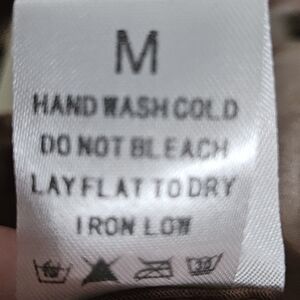 M
HAND WASH COLD
DO NOT BLEACH
LAY FLAT TO DRY
IRON LOW